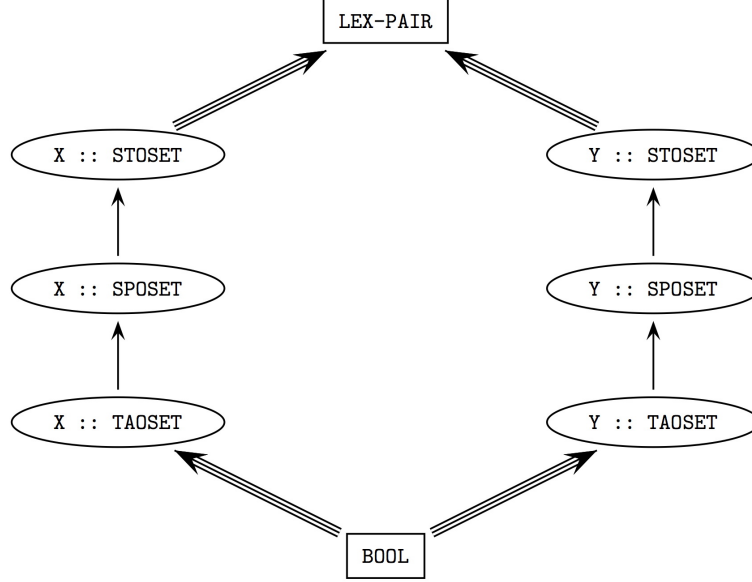 LEX-PAIR
X :: STOSET
Y :: STOSET
X :: SPOSET
Y :: SPOSET
X :: TAOSET
Y :: TAOSET
BOOL